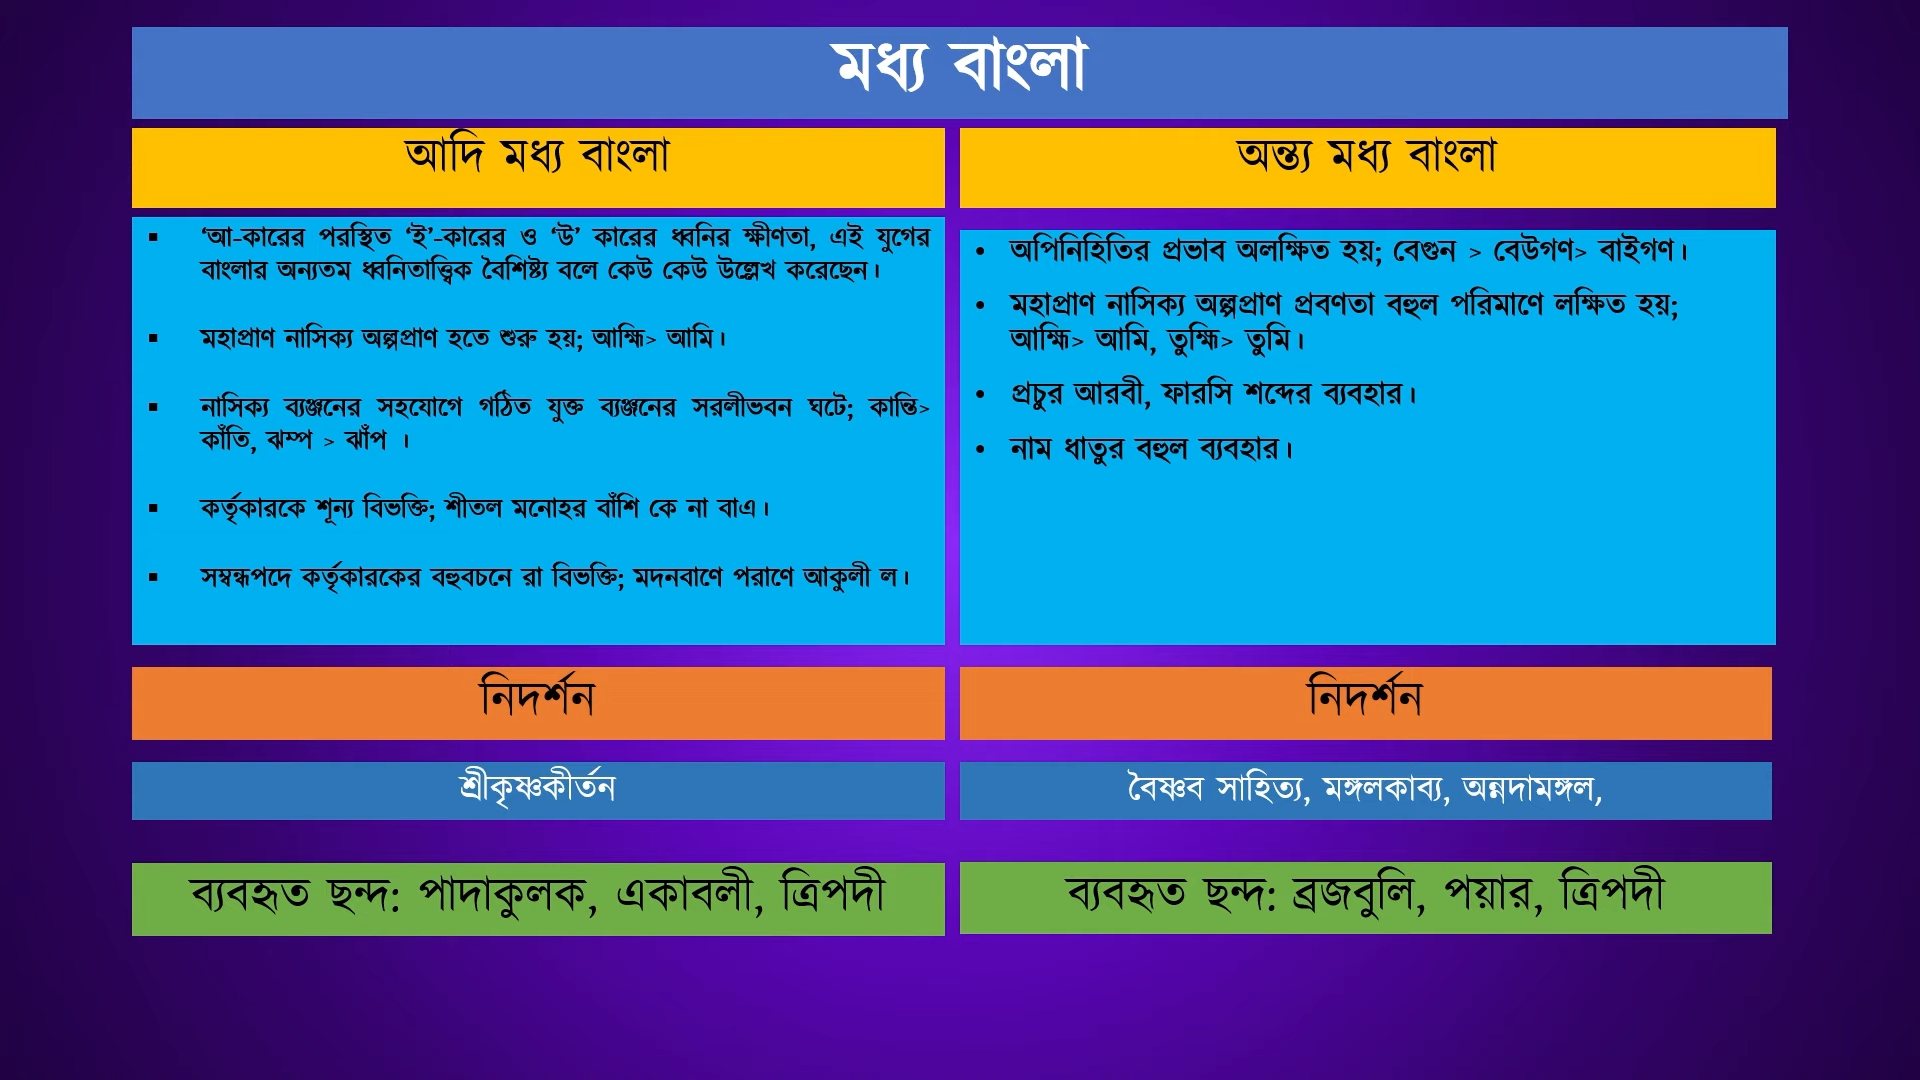 মধ্য বাংলা
আদি মধ্য বাংলা
‘আ-কারের পরস্থিত ‘ই’-কারের ও ‘উ’ কারের ধ্বনির ক্ষীণতা, এই যুগের
বাংলার অন্যতম ধ্বনিতাত্ত্বিক বৈশিষ্ট্য বলে কেউ কেউ উল্লেখ করেছেন।
মহাপ্রাণ নাসিক্য অল্পপ্রাণ হতে শুরু হয়; আহ্মি> আমি।
নাসিক্য ব্যঞ্জনের সহযোগে গঠিত যুক্ত ব্যঞ্জনের সরলীভবন ঘটে; কান্তি>
কাঁতি, ঝম্প > ঝাঁপ ।
কর্তৃকারকে শূন্য বিভক্তি; শীতল মনোহর বাঁশি কে না বাএ।
সম্বন্ধপদে কর্তৃকারকের বহুবচনে রা বিভক্তি; মদনবাণে পরাণে আকুলী ল।
নিদর্শন
শ্রীকৃষ্ণকীর্তন
ব্যবহৃত ছন্দ: পাদাকুলক, একাবলী, ত্রিপদী
অন্ত্য মধ্য বাংলা
অপিনিহিতির প্রভাব অলক্ষিত হয়; বেগুন > বেউগণ> বাইগণ।
মহাপ্রাণ নাসিক্য অল্পপ্রাণ প্রবণতা বহুল পরিমাণে লক্ষিত হয়;
আহ্মি> আমি, তুহ্মি> তুমি।
প্রচুর আরবী, ফারসি শব্দের ব্যবহার।
নাম ধাতুর বহুল ব্যবহার।
নিদর্শন
বৈষ্ণব সাহিত্য, মঙ্গলকাব্য, অন্নদামঙ্গল,
ব্যবহৃত ছন্দ: ব্রজবুলি, পয়ার, ত্রিপদী